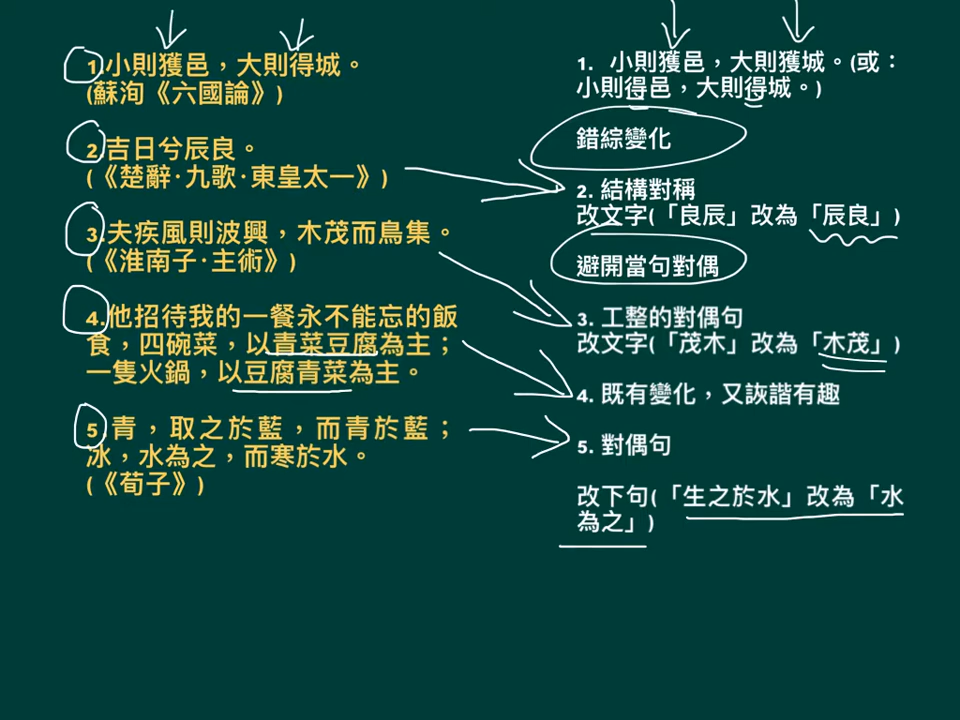 1.小則獲邑，大則得城。
(蘇洵《六國論》)
2.吉日兮辰良。
(《楚辭·九歌·東皇太一》)
3.夫疾風則波興，木茂而鳥集。
(《淮南子·主術》)
4.他招待我的一餐永不能忘的飯
食，四碗菜，以青菜豆腐為主；
一隻火鍋，以豆腐青菜為主。
5.青，取之於藍，而青於藍；
冰，水為之，而寒於水。
(《荀子》)
1. 小則獲邑，大則獲城。(或：
小則得邑，大則得城。)
錯綜變化
2. 結構對稱
改文字(「良辰」改為「辰良」)
避開當句對偶
3. 工整的對偶句
改文字(「茂木」改為「木茂」)
4. 既有變化，又詼諧有趣
5. 對偶句
改下句(「生之於水」改為「水
為之」)